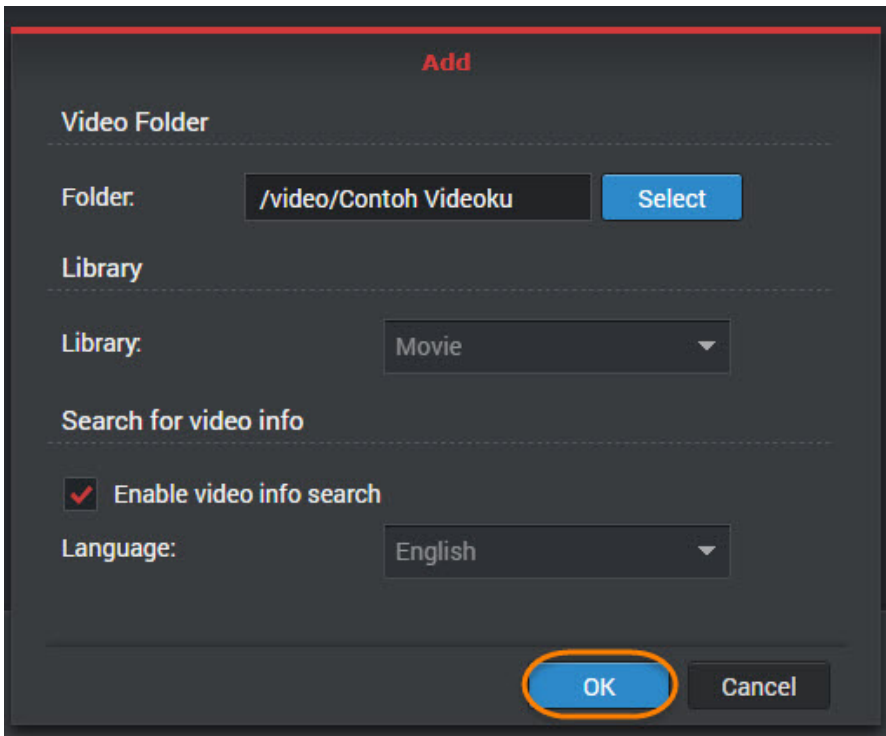 Add
Video Folder
Folder: /video/Contoh Videoku Select
Library
Library: Movie
Search for video info
Enable video info search
Language: English
OK Cancel